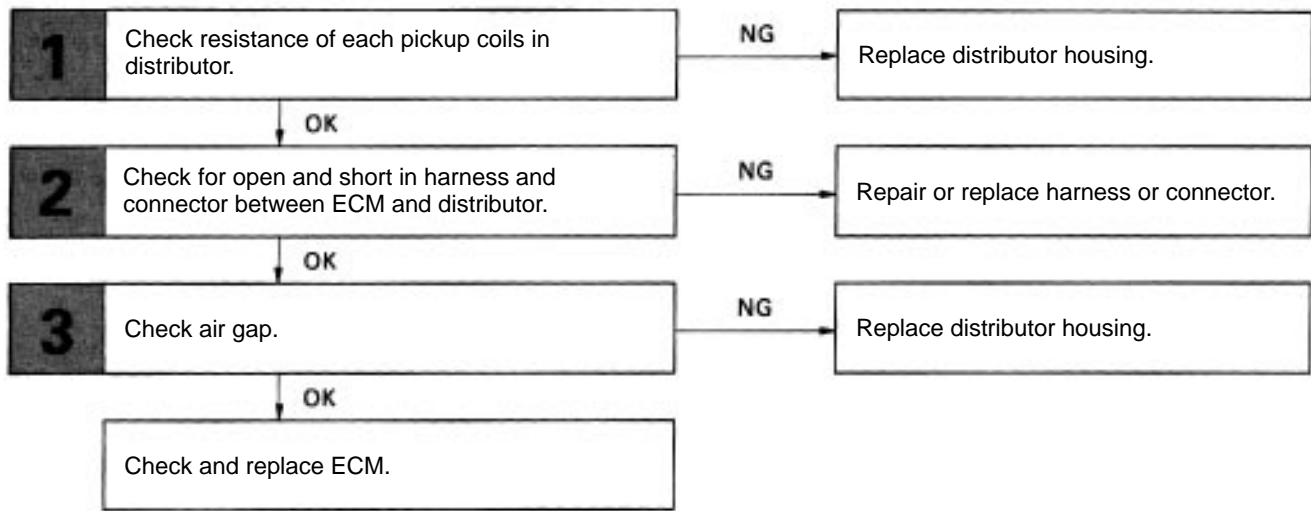 1
Check resistance of each pickup coils in
distributor.
NG
Replace distributor housing.
OK
2
Check for open and short in harness and
connector between ECM and distributor.
NG
Repair or replace harness or connector.
OK
3
Check air gap.
NG
Replace distributor housing.
OK
Check and replace ECM.